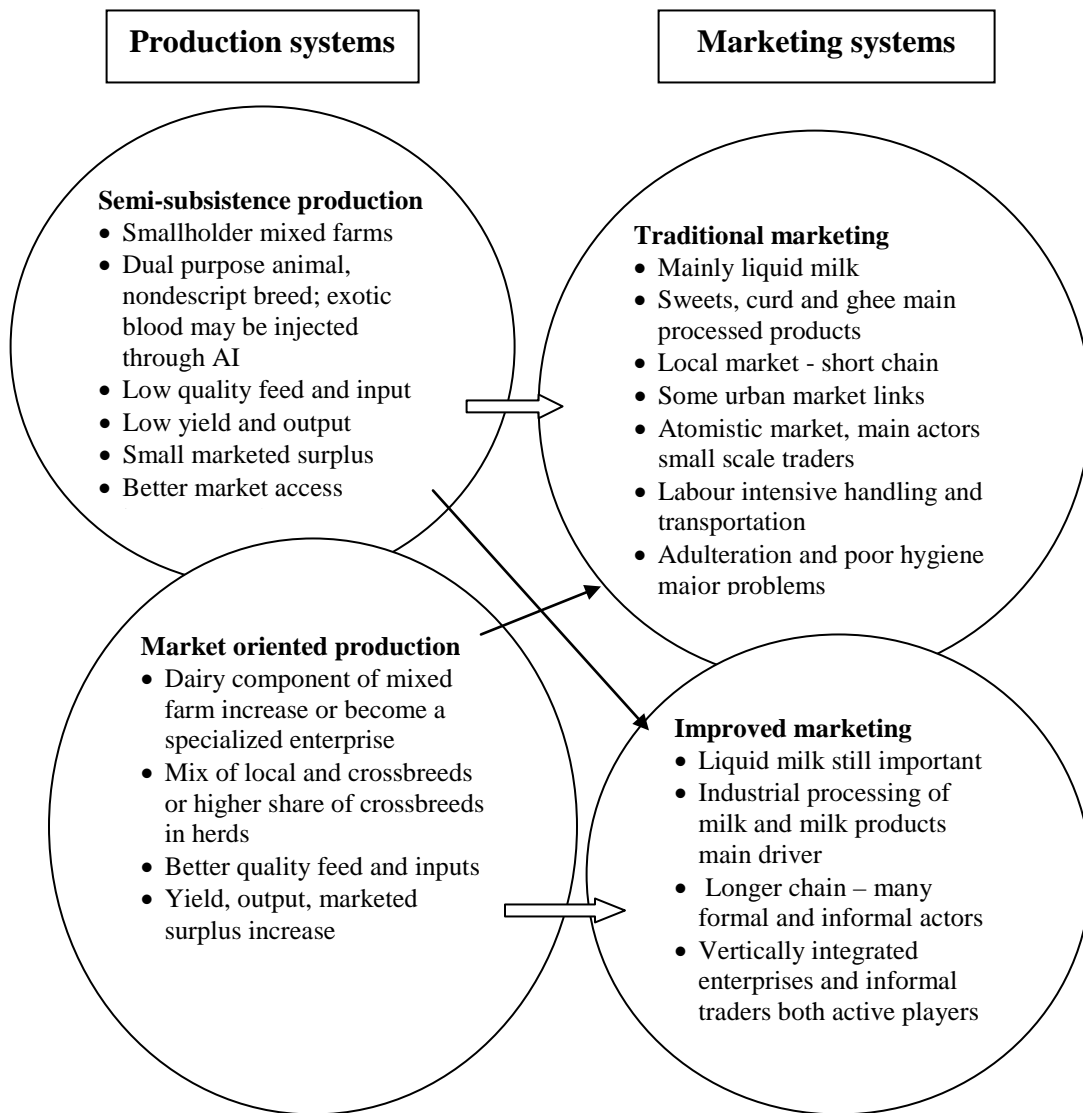 Production systems
Marketing systems
Semi-subsistence production
• Smallholder mixed farms
• Dual purpose animal,
nondescript breed; exotic
blood may be injected
through AI
• Low quality feed and input
• Low yield and output
• Small marketed surplus
• Better market access
Market oriented production
• Dairy component of mixed
farm increase or become a
specialized enterprise
• Mix of local and crossbreeds
or higher share of crossbreeds
in herds
• Better quality feed and inputs
• Yield, output, marketed
surplus increase
Traditional marketing
• Mainly liquid milk
• Sweets, curd and ghee main
processed products
• Local market - short chain
• Some urban market links
• Atomistic market, main actors
small scale traders
• Labour intensive handling and
transportation
• Adulteration and poor hygiene
major problems
Improved marketing
• Liquid milk still important
• Industrial processing of
milk and milk products
main driver
• Longer chain – many
formal and informal actors
• Vertically integrated
enterprises and informal
traders both active players